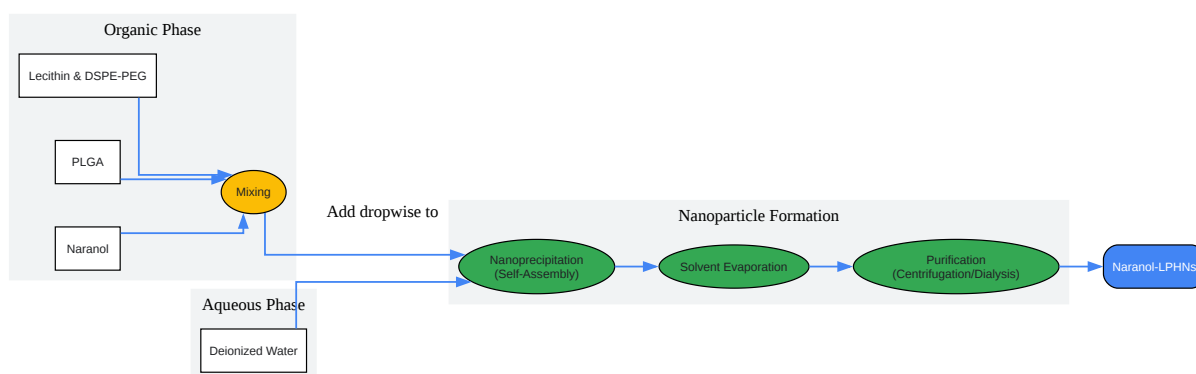 Organic Phase
Lecithin & DSPE-PEG
PLGA
Mixing
Naranol
Add dropwise to
Nanoparticle Formation
Nanoprecipitation
(Self-Assembly)
Solvent Evaporation
Purification
(Centrifugation/Dialysis)
Naranol-LPHNs
Aqueous Phase
Deionized Water